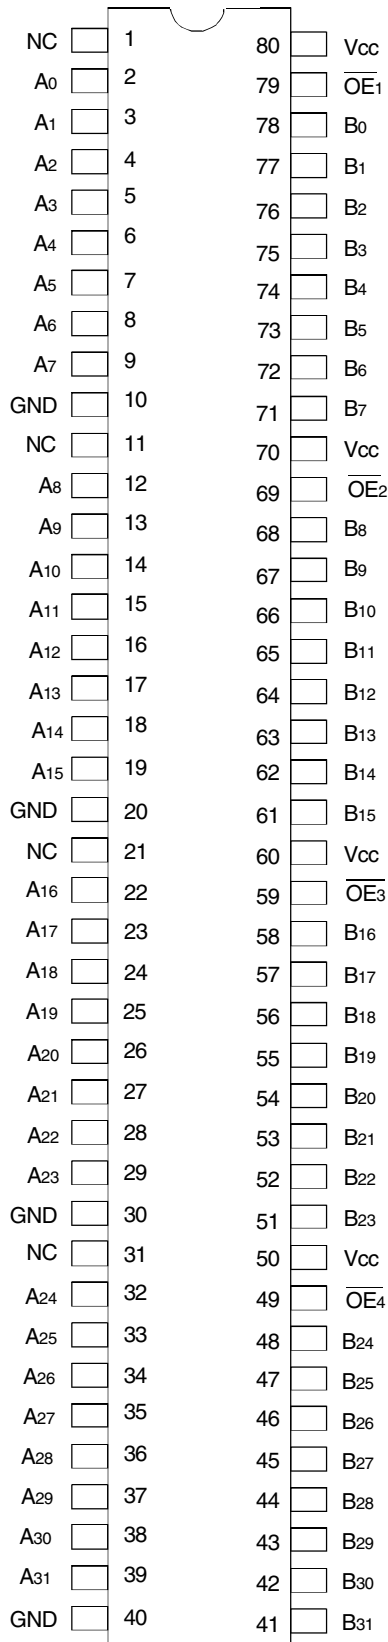 NC 1 80 Vcc
A0 2 79 OE1
A1 3 78 B0
A2 4 77 B1
A3 5 76 B2
A4 6 75 B3
A5 7 74 B4
A6 8 73 B5
A7 9 72 B6
GND 10 71 B7
NC 11 70 Vcc
A8 12 69 OE2
A9 13 68 B8
A10 14 67 B9
A11 15 66 B10
A12 16 65 B11
A13 17 64 B12
A14 18 63 B13
A15 19 62 B14
GND 20 61 B15
NC 21 60 Vcc
A16 22 59 OE3
A17 23 58 B16
A18 24 57 B17
A19 25 56 B18
A20 26 55 B19
A21 27 54 B20
A22 28 53 B21
A23 29 52 B22
GND 30 51 B23
NC 31 50 Vcc
A24 32 49 OE4
A25 33 48 B24
A26 34 47 B25
A27 35 46 B26
A28 36 45 B27
A29 37 44 B28
A30 38 43 B29
A31 39 42 B30
GND 40 41 B31